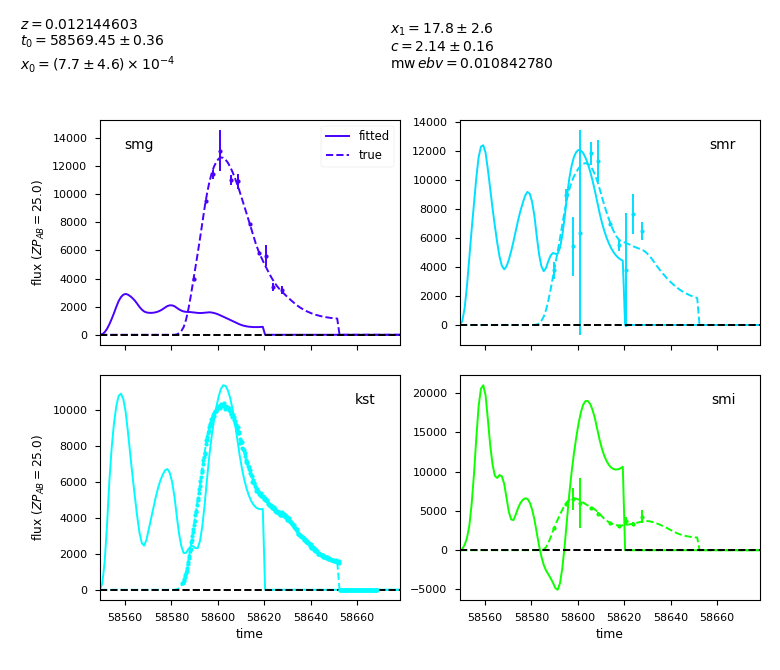 z = 0.012144603
t₀ = 58569.45 ± 0.36
x₀ = (7.7 ± 4.6) × 10⁻⁴
x₁ = 17.8 ± 2.6
c = 2.14 ± 0.16
mw ebv = 0.010842780
smg
fitted
true
14000
12000
10000
8000
6000
4000
2000
0
flux (ZP_AB = 25.0)
smr
14000
12000
10000
8000
6000
4000
2000
0
kst
10000
8000
6000
4000
2000
0
flux (ZP_AB = 25.0)
58560 58580 58600 58620 58640 58660
time
smi
20000
15000
10000
5000
0
−5000
58560 58580 58600 58620 58640 58660
time